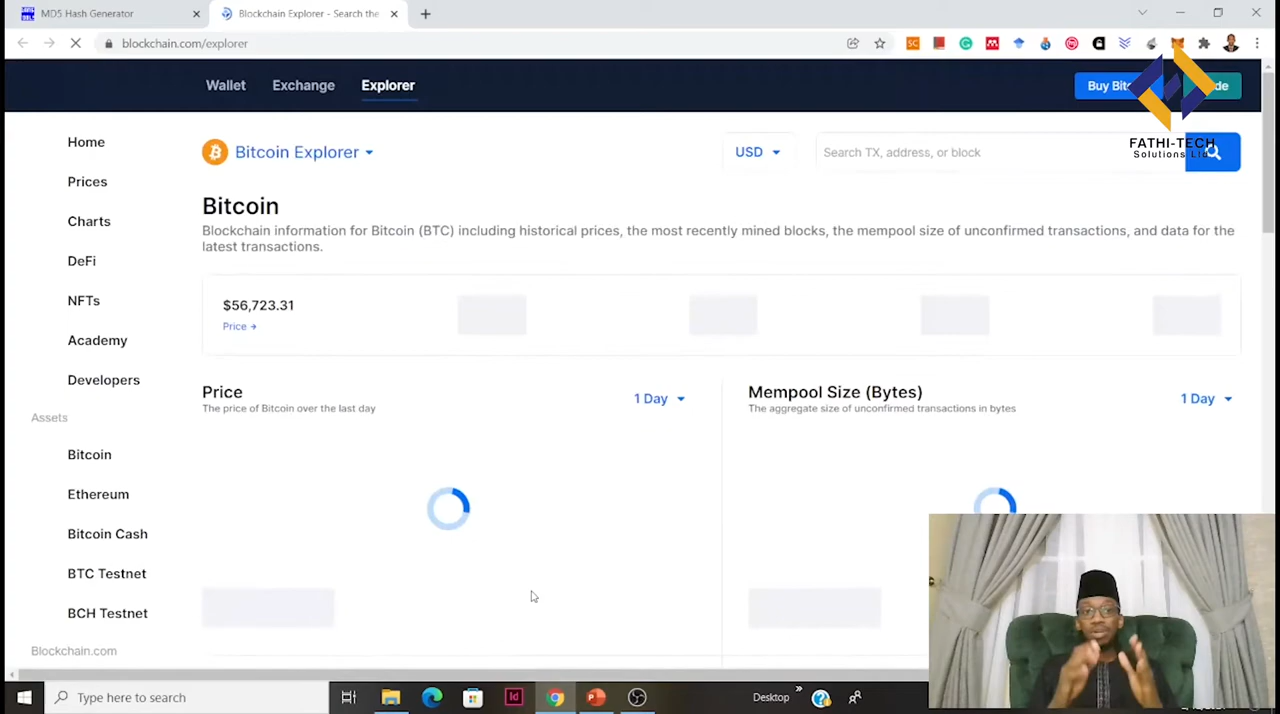 MD5 Hash Generator
Blockchain Explorer - Search the
blockchain.com/explorer
Wallet
Exchange
Explorer
Buy Bit
de
FATHI-TECH
Solutions Ltd
Home
Prices
Charts
DeFi
NFTs
Academy
Developers
Assets
Bitcoin
Ethereum
Bitcoin Cash
BTC Testnet
BCH Testnet
Blockchain.com
Bitcoin Explorer
USD
Search TX, address, or block
Bitcoin
Blockchain information for Bitcoin (BTC) including historical prices, the most recently mined blocks, the mempool size of unconfirmed transactions, and data for the
latest transactions.
$56,723.31
Price →
Price
The price of Bitcoin over the last day
1 Day
Mempool Size (Bytes)
The aggregate size of unconfirmed transactions in bytes
1 Day
Type here to search
Id
Desktop